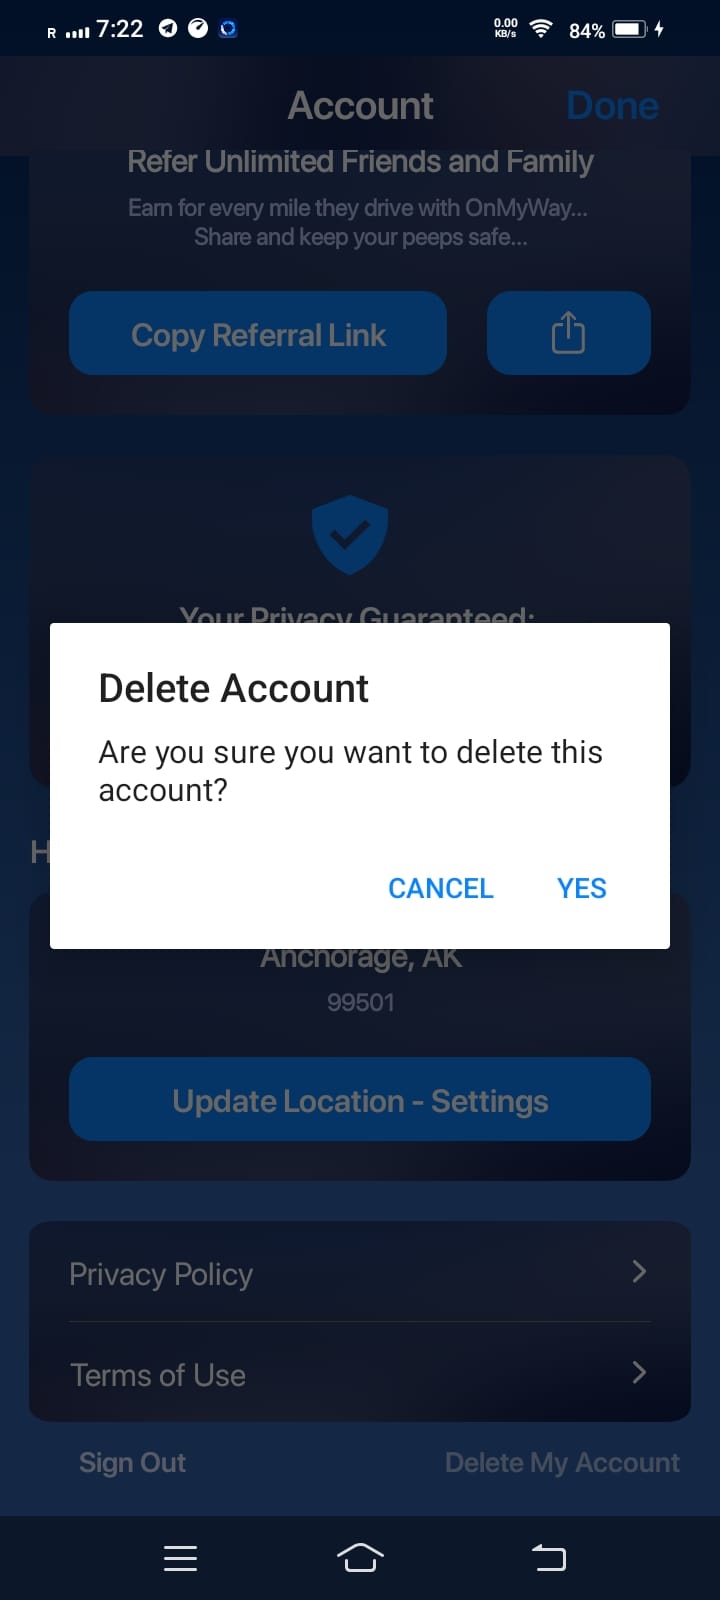 R 7:22 0.00 KB/s 84%
Account Done
Refer Unlimited Friends and Family
Earn for every mile they drive with OnMyWay...
Share and keep your peeps safe...
Copy Referral Link
Your Privacy Guaranteed:
Delete Account
Are you sure you want to delete this
account?
H
CANCEL YES
Anchorage, AK
99501
Update Location - Settings
Privacy Policy
Terms of Use
Sign Out Delete My Account